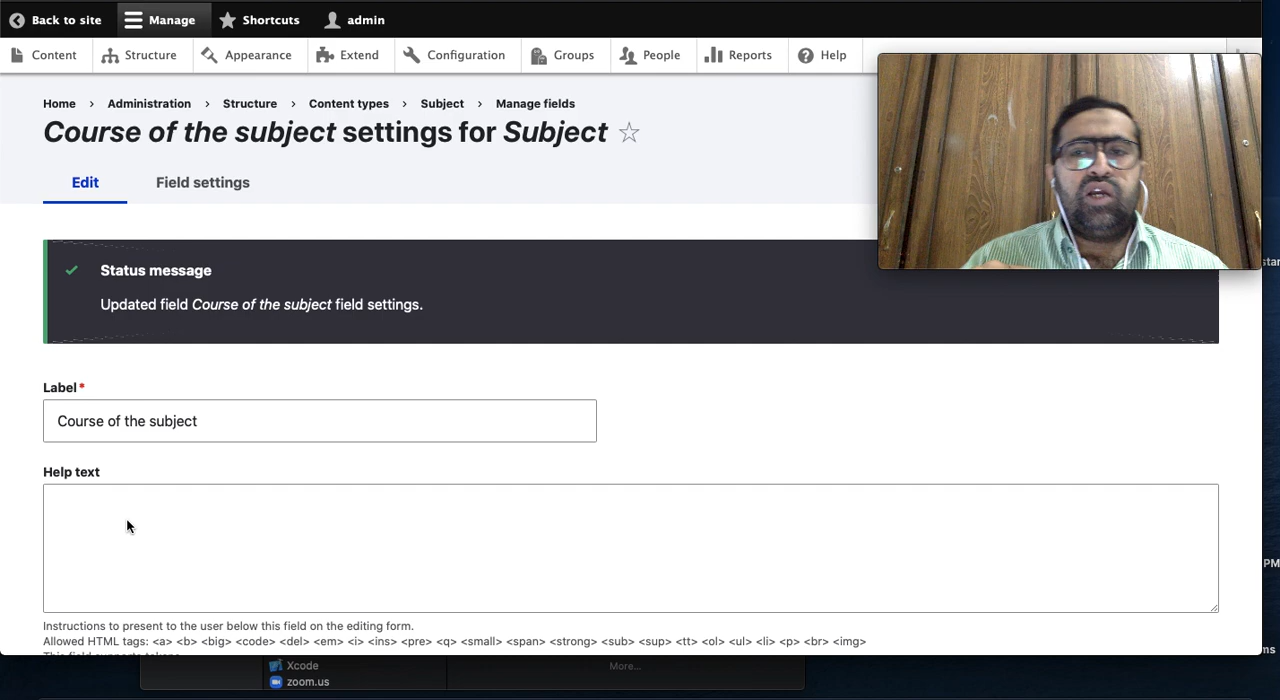 Back to site Manage Shortcuts admin
Content Structure Appearance Extend Configuration Groups People Reports Help
Home › Administration › Structure › Content types › Subject › Manage fields
Course of the subject settings for Subject
Edit Field settings
Status message
Updated field Course of the subject field settings.
Label*
Course of the subject
Help text
Instructions to present to the user below this field on the editing form.
Allowed HTML tags: <a> <b> <big> <code> <del> <em> <i> <ins> <pre> <q> <small> <span> <strong> <sub> <sup> <tt> <ol> <ul> <li> <p> <br> <img>
Xcode
More...
zoom.us
PM